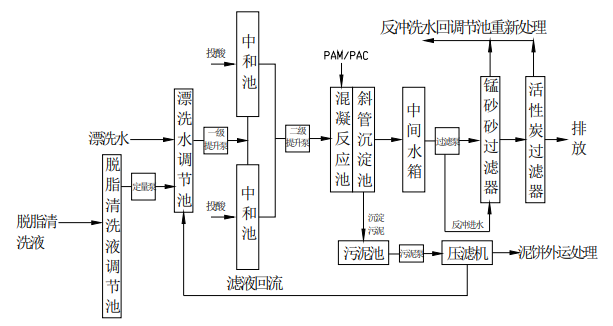 反冲洗水回调节池重新处理
投酸
中和池
PAM/PAC
漂洗水
漂洗水调节池
一级
提升泵
二级
提升泵
混凝反应池
斜管沉淀池
中间水箱
过滤泵
锰砂砂过滤器
活性炭过滤器
排放
脱脂清
洗液
脱脂清洗液调节池
定量泵
投酸
中和池
反冲进水
沉淀
污泥
污泥池
污泥泵
压滤机
泥饼外运处理
滤液回流